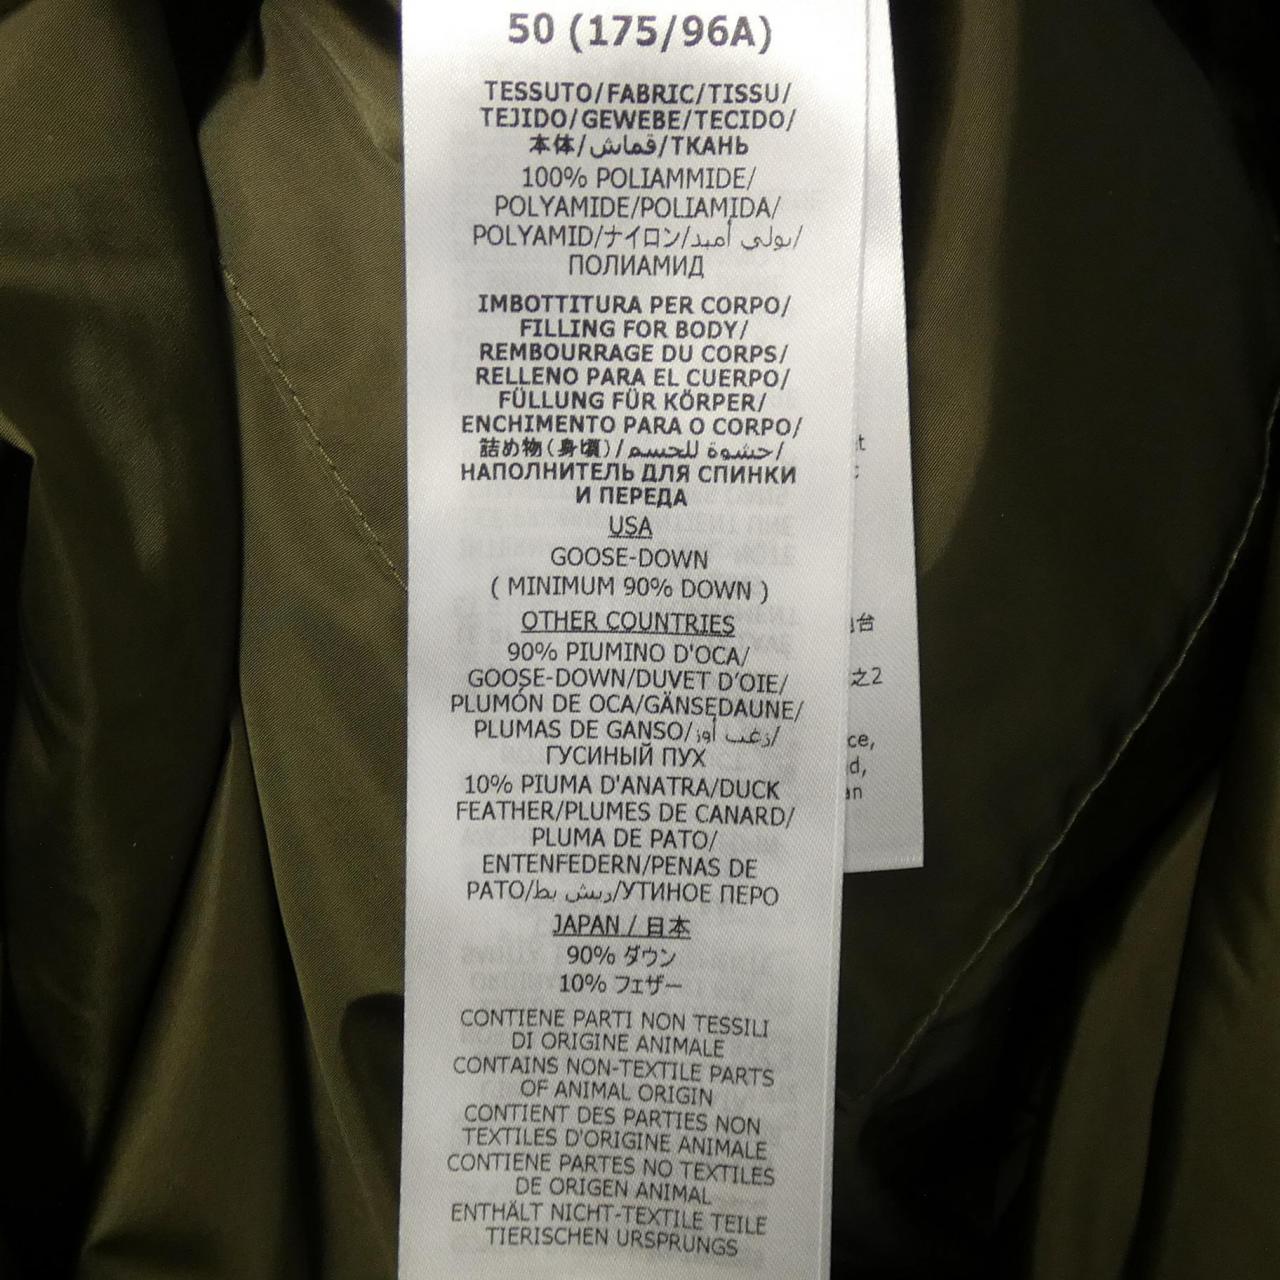 50 (175/96A)
TESSUTO/FABRIC/TISSU/
TEJIDO/GEWEBE/TECIDO/
本体/قماش/ТКАНЬ
100% POLIAMMIDE/
POLYAMIDE/POLIAMIDA/
POLYAMID/ナイロン/بولي أميد/
ПОЛИАМИД
IMBOTTITURA PER CORPO/
FILLING FOR BODY/
REMBOURRAGE DU CORPS/
RELLENO PARA EL CUERPO/
FÜLLUNG FÜR KÖRPER/
ENCHIMENTO PARA O CORPO/
詰め物(身頃)/حشوة للجسم/
НАПОЛНИТЕЛЬ ДЛЯ СПИНКИ
И ПЕРЕДА
USA
GOOSE-DOWN
( MINIMUM 90% DOWN )
OTHER COUNTRIES
90% PIUMINO D'OCA/
GOOSE-DOWN/DUVET D'OIE/
PLUMÓN DE OCA/GÄNSEDAUNE/
PLUMAS DE GANSO/زغب أوز/
ГУСИНЫЙ ПУХ
10% PIUMA D'ANATRA/DUCK
FEATHER/PLUMES DE CANARD/
PLUMA DE PATO/
ENTENFEDERN/PENAS DE
PATO/ريش بط/УТИНОЕ ПЕРО
JAPAN / 日本
90% ダウン
10% フェザー
CONTIENE PARTI NON TESSILI
DI ORIGINE ANIMALE
CONTAINS NON-TEXTILE PARTS
OF ANIMAL ORIGIN
CONTIENT DES PARTIES NON
TEXTILES D'ORIGINE ANIMALE
CONTIENE PARTES NO TEXTILES
DE ORIGEN ANIMAL
ENTHÄLT NICHT-TEXTILE TEILE
TIERISCHEN URSPRUNGS
台
之2